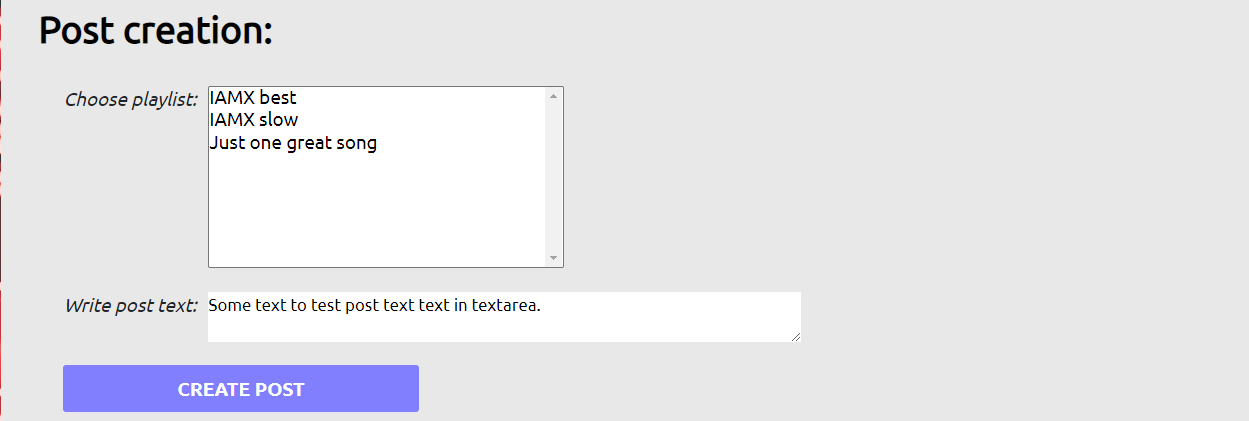 Post creation:
Choose playlist:
IAMX best
IAMX slow
Just one great song
Write post text:
Some text to test post text text in textarea.
CREATE POST